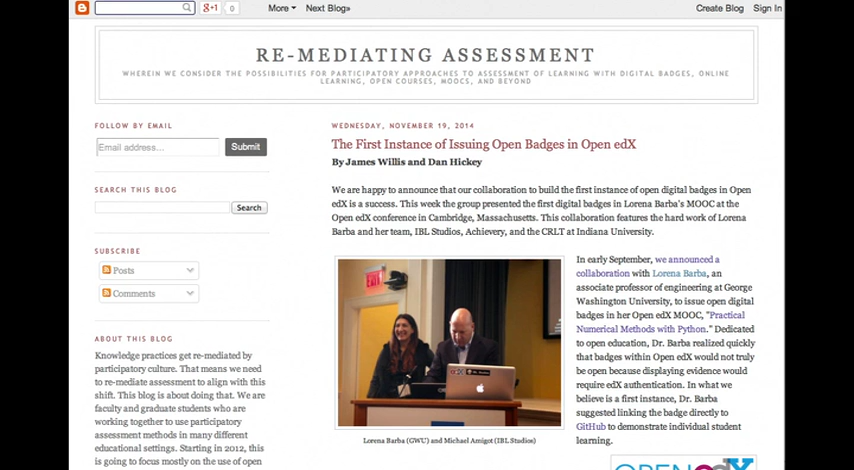 More
Next Blog»
Create Blog
Sign In
+1
0
RE-MEDIATING ASSESSMENT
WHEREIN WE CONSIDER THE POSSIBILITIES FOR PARTICIPATORY APPROACHES TO ASSESSMENT OF LEARNING WITH DIGITAL BADGES, ONLINE
LEARNING, OPEN COURSES, MOOCS, AND BEYOND
FOLLOW BY EMAIL
Email address...
Submit
SEARCH THIS BLOG
Search
SUBSCRIBE
Posts
Comments
ABOUT THIS BLOG
Knowledge practices get re-mediated by
participatory culture. That means we need
to re-mediate assessment to align with this
shift. This blog is about doing that. We are
faculty and graduate students who are
working together to use participatory
assessment methods in many different
educational settings. Starting in 2012, this
is going to focus mostly on the use of open
WEDNESDAY, NOVEMBER 19, 2014
The First Instance of Issuing Open Badges in Open edX
By James Willis and Dan Hickey
We are happy to announce that our collaboration to build the first instance of open digital badges in Open
edX is a success. This week the group presented the first digital badges in Lorena Barba's MOOC at the
Open edX conference in Cambridge, Massachusetts. This collaboration features the hard work of Lorena
Barba and her team, IBL Studios, Achievery, and the CRLT at Indiana University.
EXIT
Lorena Barba (GWU) and Michael Amigot (IBL Studios)
In early September, we announced a
collaboration with Lorena Barba, an
associate professor of engineering at George
Washington University, to issue open digital
badges in her Open edX MOOC, "Practical
Numerical Methods with Python." Dedicated
to open education, Dr. Barba realized quickly
that badges within Open edX would not truly
be open because displaying evidence would
require edX authentication. In what we
believe is a first instance, Dr. Barba
suggested linking the badge directly to
GitHub to demonstrate individual student
learning.
OPEN edX